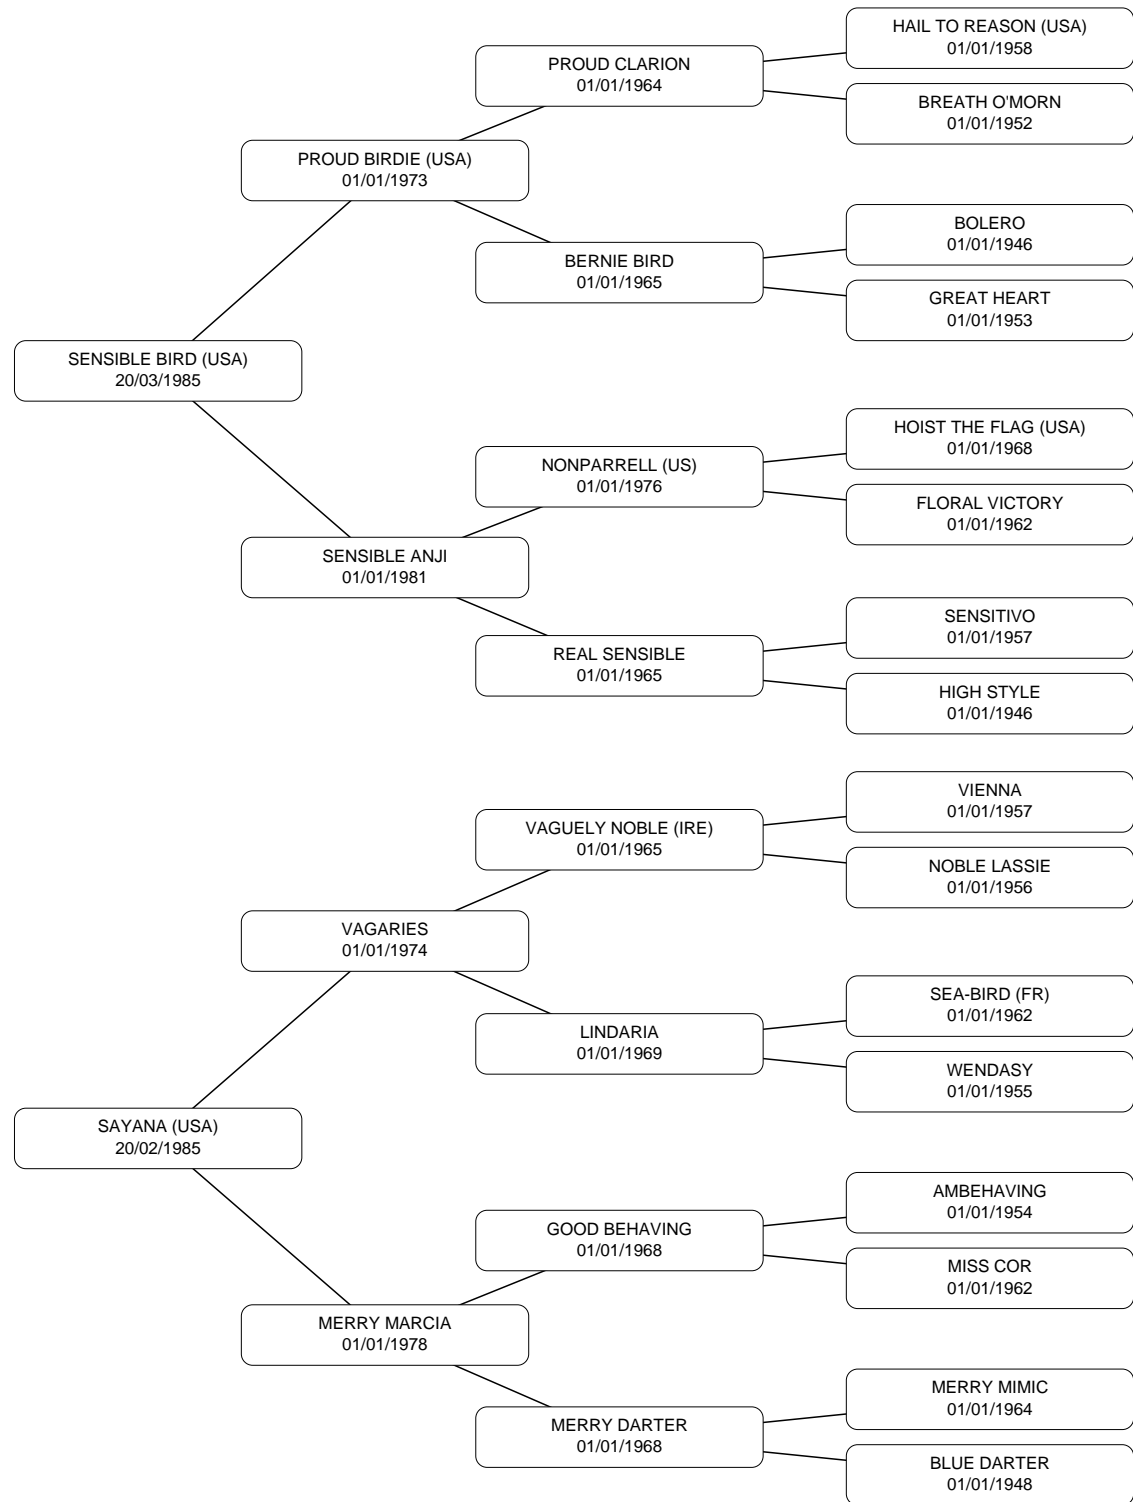 HAIL TO REASON (USA)
01/01/1958
PROUD CLARION
01/01/1964
BREATH O'MORN
01/01/1952
PROUD BIRDIE (USA)
01/01/1973
BOLERO
01/01/1946
BERNIE BIRD
01/01/1965
GREAT HEART
01/01/1953
SENSIBLE BIRD (USA)
20/03/1985
HOIST THE FLAG (USA)
01/01/1968
NONPARRELL (US)
01/01/1976
FLORAL VICTORY
01/01/1962
SENSIBLE ANJI
01/01/1981
SENSITIVO
01/01/1957
REAL SENSIBLE
01/01/1965
HIGH STYLE
01/01/1946
VIENNA
01/01/1957
VAGUELY NOBLE (IRE)
01/01/1965
NOBLE LASSIE
01/01/1956
VAGARIES
01/01/1974
SEA-BIRD (FR)
01/01/1962
LINDARIA
01/01/1969
WENDASY
01/01/1955
SAYANA (USA)
20/02/1985
AMBEHAVING
01/01/1954
GOOD BEHAVING
01/01/1968
MISS COR
01/01/1962
MERRY MARCIA
01/01/1978
MERRY MIMIC
01/01/1964
MERRY DARTER
01/01/1968
BLUE DARTER
01/01/1948